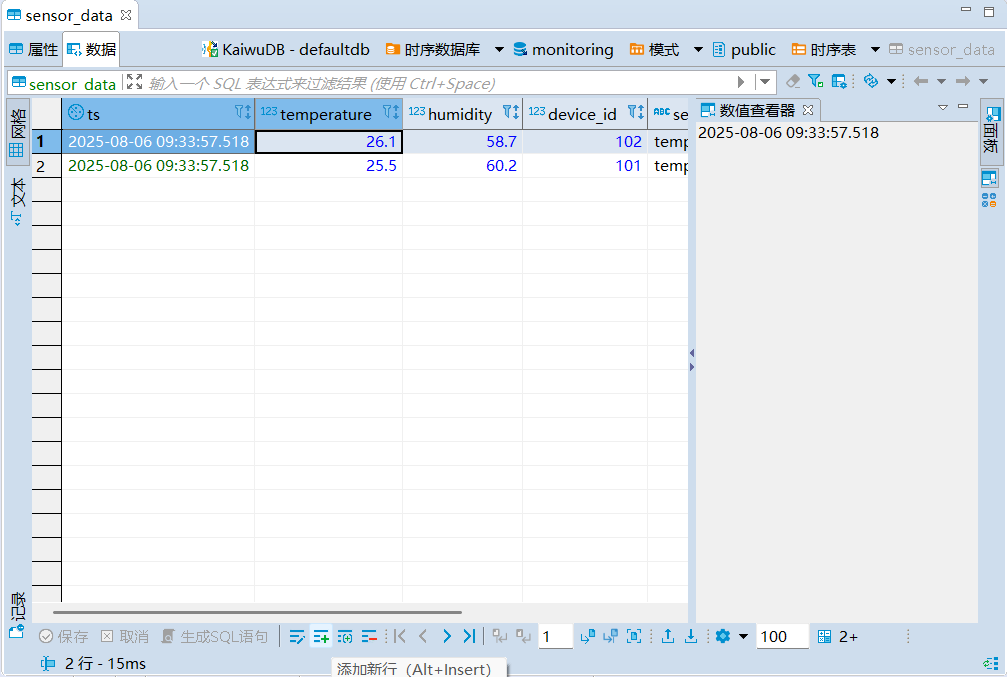 sensor_data
属性 数据 KaiwuDB - defaultdb 时序数据库 monitoring 模式 public 时序表 sensor_data
sensor_data 输入一个 SQL 表达式来过滤结果 (使用 Ctrl+Space)
网格 ts 123 temperature 123 humidity 123 device_id ABC se 数值查看器 面板
1 2025-08-06 09:33:57.518 26.1 58.7 102 temp 2025-08-06 09:33:57.518
2 2025-08-06 09:33:57.518 25.5 60.2 101 temp
文本
记录
保存 取消 生成SQL语句 1 100 2+
2 行 - 15ms
添加新行 (Alt+Insert)